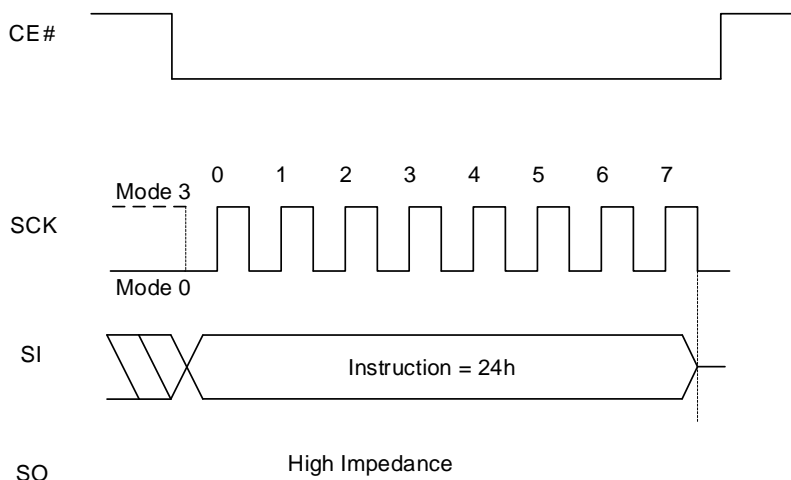 CE#
0 1 2 3 4 5 6 7
Mode 3
SCK
Mode 0
SI
Instruction = 24h
High Impedance
SO